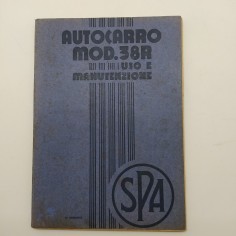 AUTOCARRO
MOD.38R
USO E
MANUTENZIONE
SPA